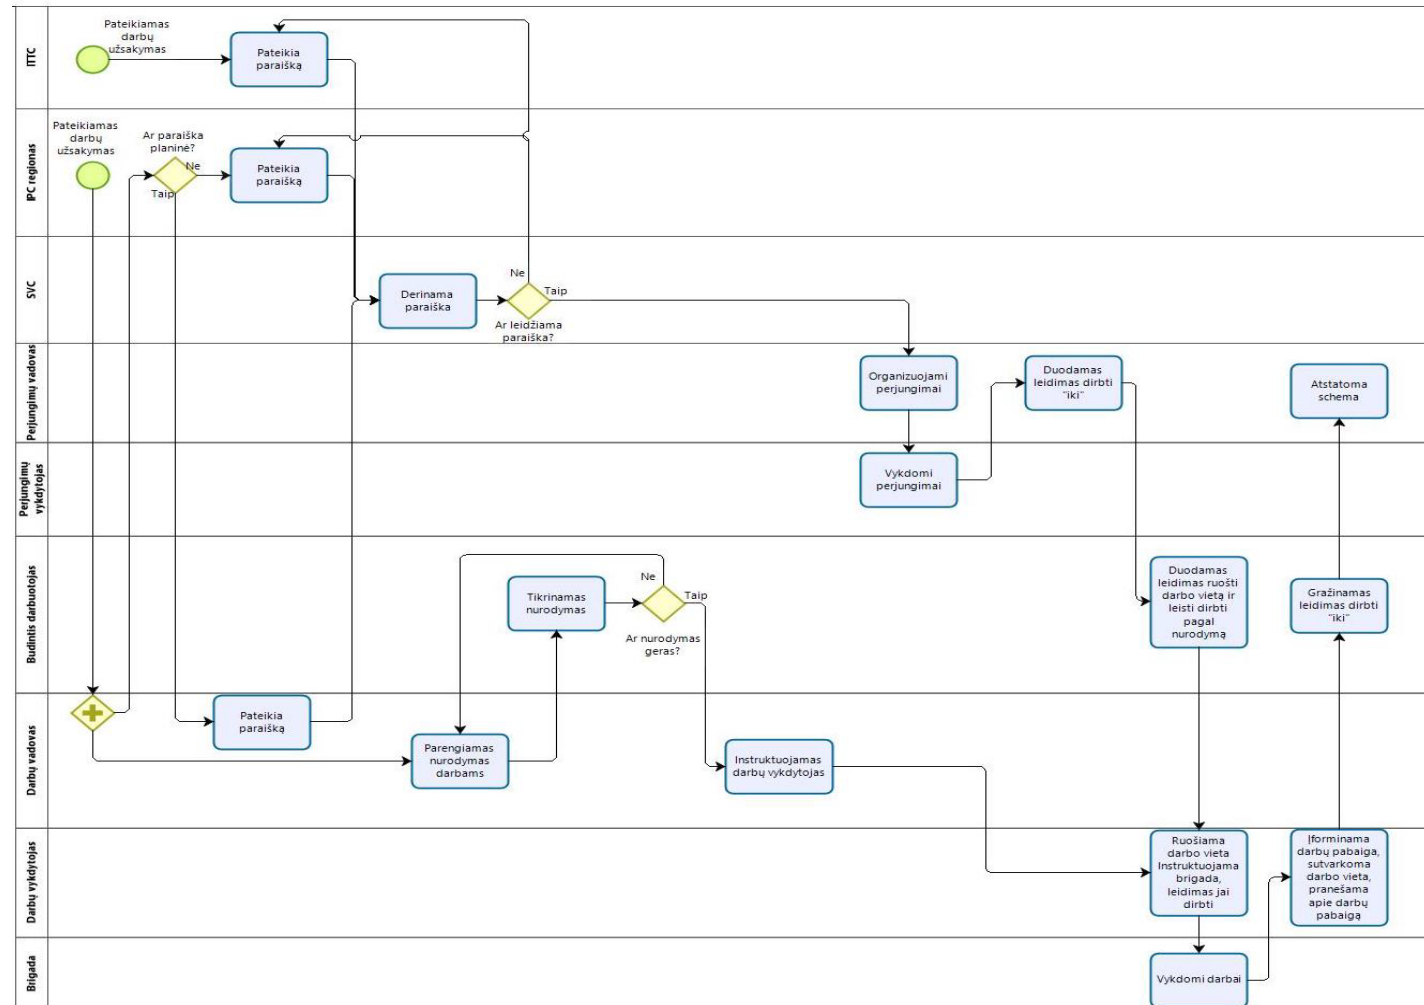 ITTC
Pateikiamas
darbų
užsakymas
Pateikia
paraišką
IPC regionas
Pateikiamas
darbų
užsakymas
Ar paraiška
planinė?
Ne
Taip
Pateikia
paraišką
SVC
Derinama
paraiška
Ne
Taip
Ar leidžiama
paraiška?
Perjungimų vadovas
Organizuojami
perjungimai
Duodamas
leidimas dirbti
"iki"
Atstatoma
schema
Perjungimų
vykdytojas
Vykdomi
perjungimai
Budintis darbuotojas
Tikrinamas
nurodymas
Ne
Taip
Ar nurodymas
geras?
Duodamas
leidimas ruošti
darbo vietą ir
leisti dirbti
pagal
nurodymą
Gražinamas
leidimas dirbti
"iki"
Darbų vadovas
Pateikia
paraišką
Parengiamas
nurodymas
darbams
Instruktuojamas
darbų vykdytojas
Darbų vykdytojas
Ruošiama
darbo vieta
Instruktuojama
brigada,
leidimas jai
dirbti
Įforminama
darbų pabaiga,
sutvarkoma
darbo vieta,
pranešama
apie darbų
pabaigą
Brigada
Vykdomi darbai